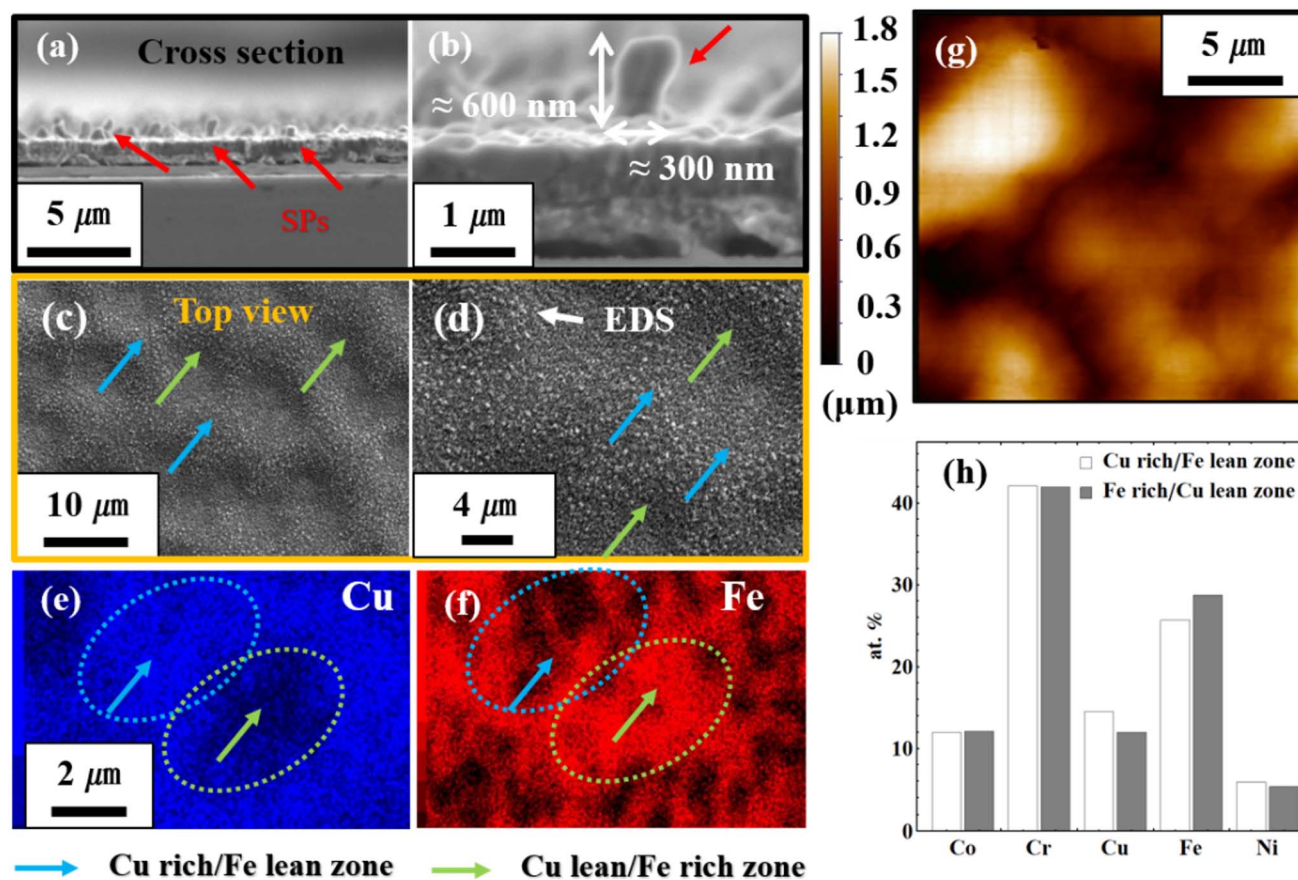 (a)
Cross section
SPs
5 μm
(b)
≈ 600 nm
≈ 300 nm
1 μm
(c)
Top view
10 μm
(d)
EDS
4 μm
(e)
Cu
2 μm
(f)
Fe
Cu rich/Fe lean zone
Cu lean/Fe rich zone
1.8
1.2
0.9
0.6
0.3
0
(μm)
(g)
5 μm
(h)
Cu rich/Fe lean zone
Fe rich/Cu lean zone
at. %
40
30
20
10
0
Co Cr Cu Fe Ni